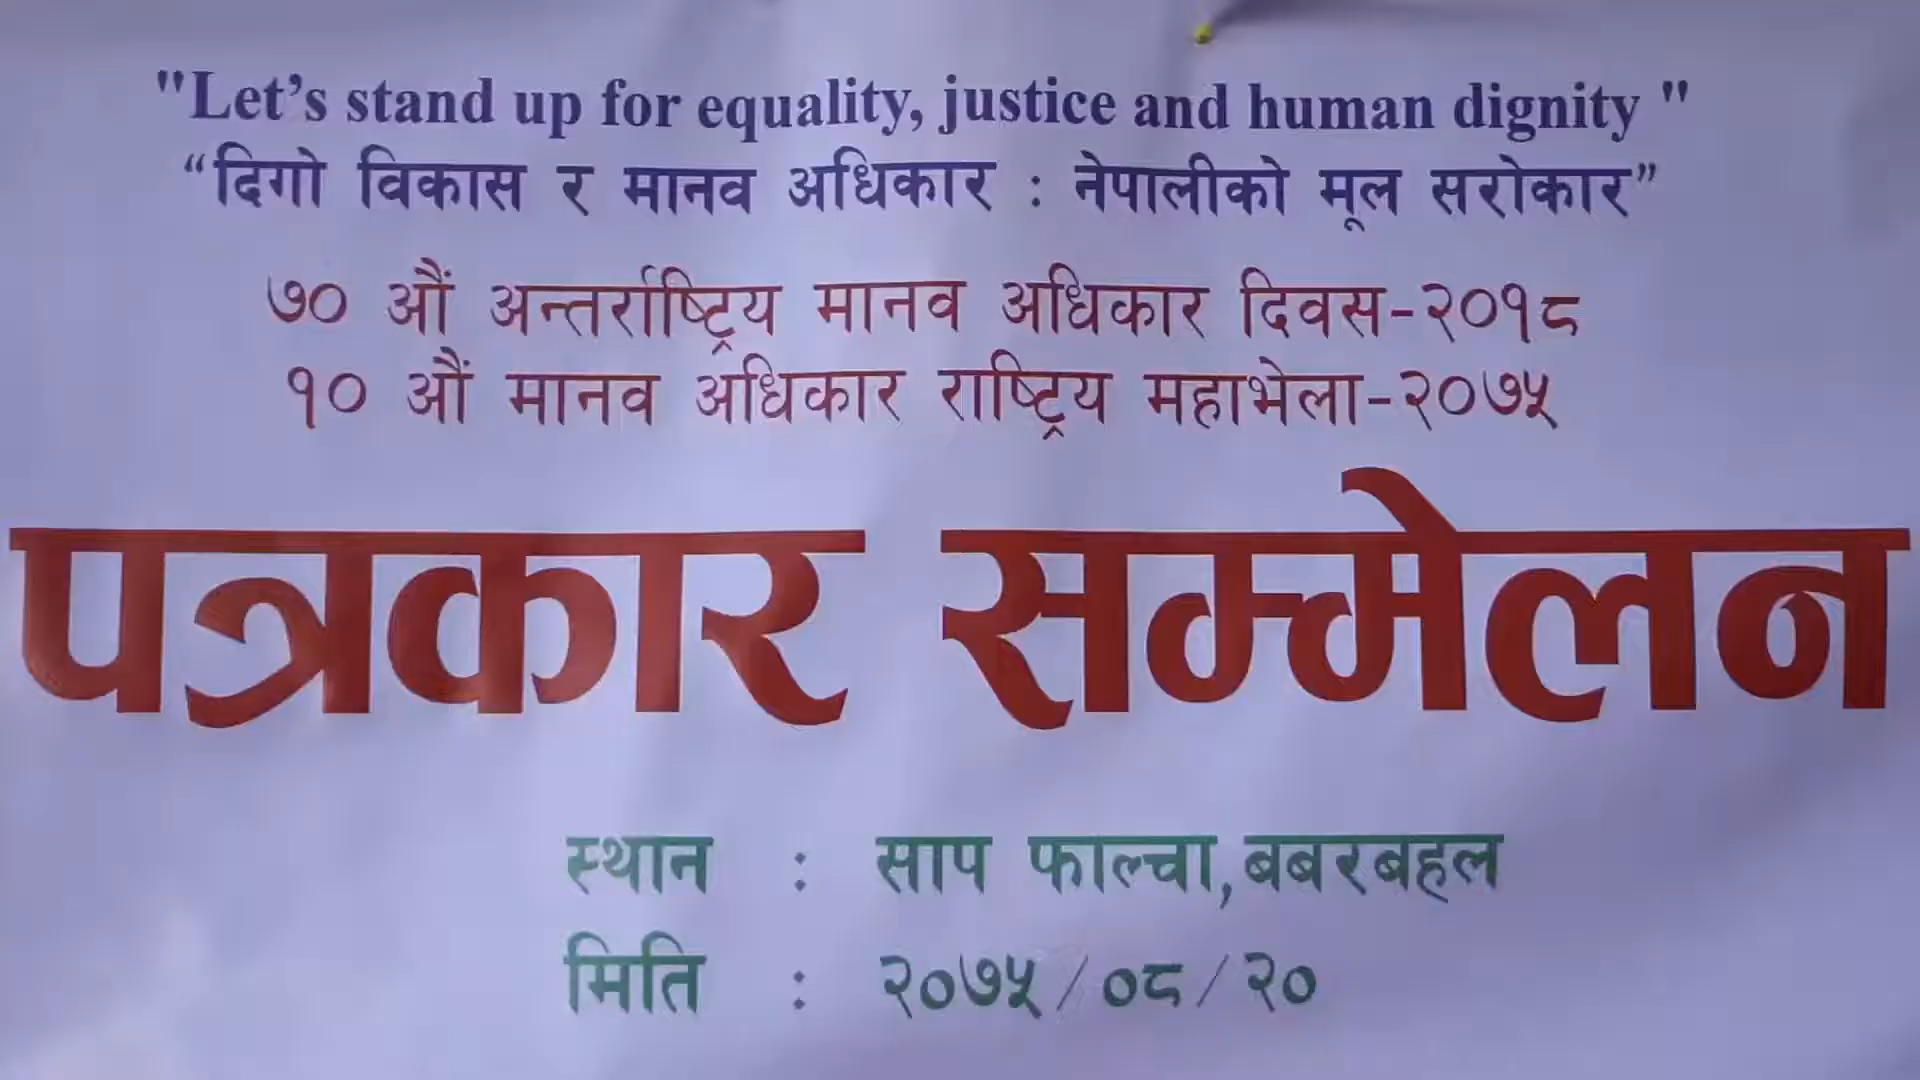 "Let’s stand up for equality, justice and human dignity "
“दिगो विकास र मानव अधिकार : नेपालीको मूल सरोकार”
७० औं अन्तर्राष्ट्रिय मानव अधिकार दिवस-२०१८
१० औं मानव अधिकार राष्ट्रिय महाभेला-२०७५
पत्रकार सम्मेलन
स्थान : साप फाल्चा,बबरबहल
मिति : २०७५/०८/२०